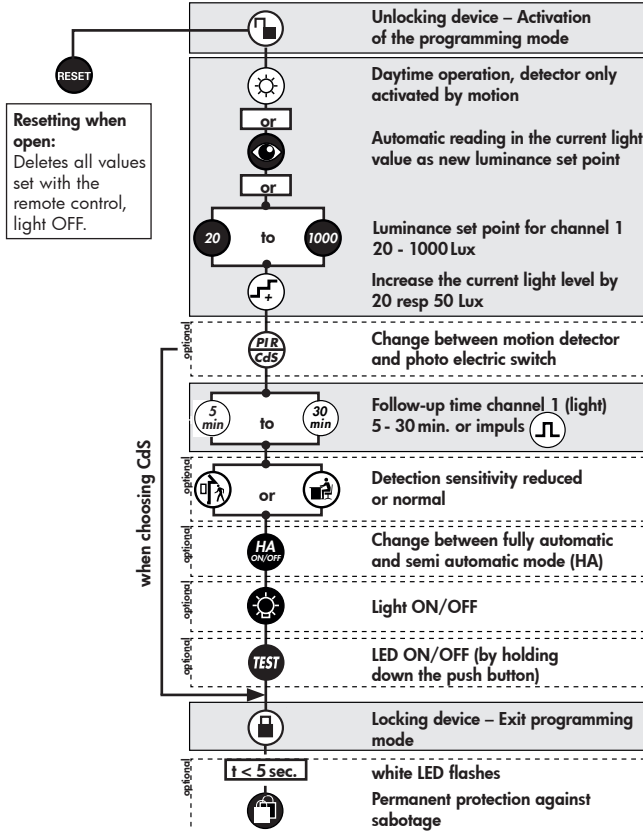 Unlocking device – Activation
of the programming mode
RESET
Resetting when
open:
Deletes all values
set with the
remote control,
light OFF.
Daytime operation, detector only
activated by motion
or
Automatic reading in the current light
value as new luminance set point
or
20 to 1000
Luminance set point for channel 1
20 - 1000 Lux
+
Increase the current light level by
20 resp 50 Lux
optional
PIR
CdS
Change between motion detector
and photo electric switch
5
min
to
30
min
Follow-up time channel 1 (light)
5 - 30 min. or impuls
optional
or
Detection sensitivity reduced
or normal
when choosing CdS
optional
HA
ON/OFF
Change between fully automatic
and semi automatic mode (HA)
optional
Light ON/OFF
optional
TEST
LED ON/OFF (by holding
down the push button)
Locking device – Exit programming
mode
optional
t < 5 sec.
white LED flashes
Permanent protection against
sabotage